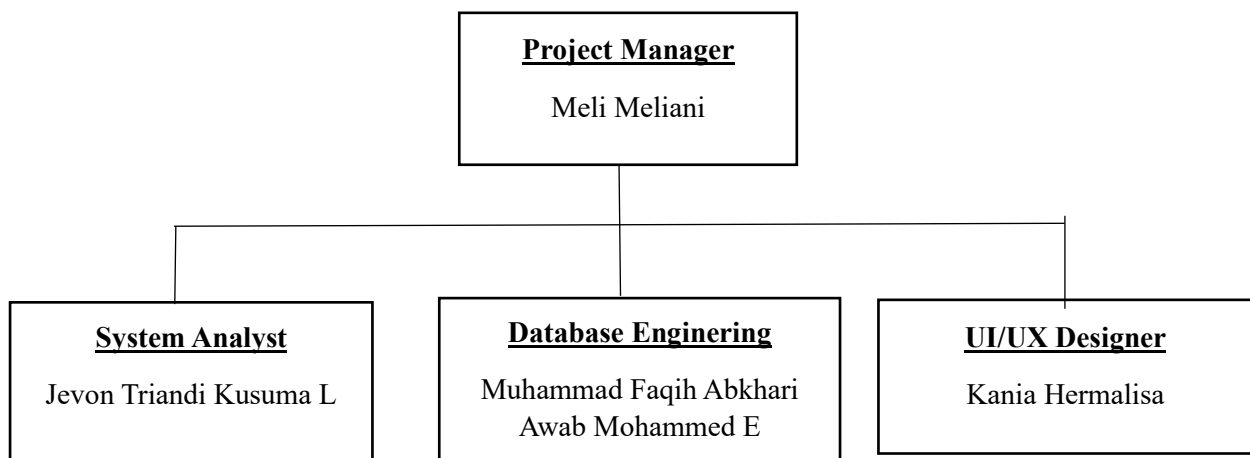 Project Manager
Meli Meliani
System Analyst
Jevon Triandi Kusuma L
Database Enginering
Muhammad Faqih Abkhari
Awab Mohammed E
UI/UX Designer
Kania Hermalisa